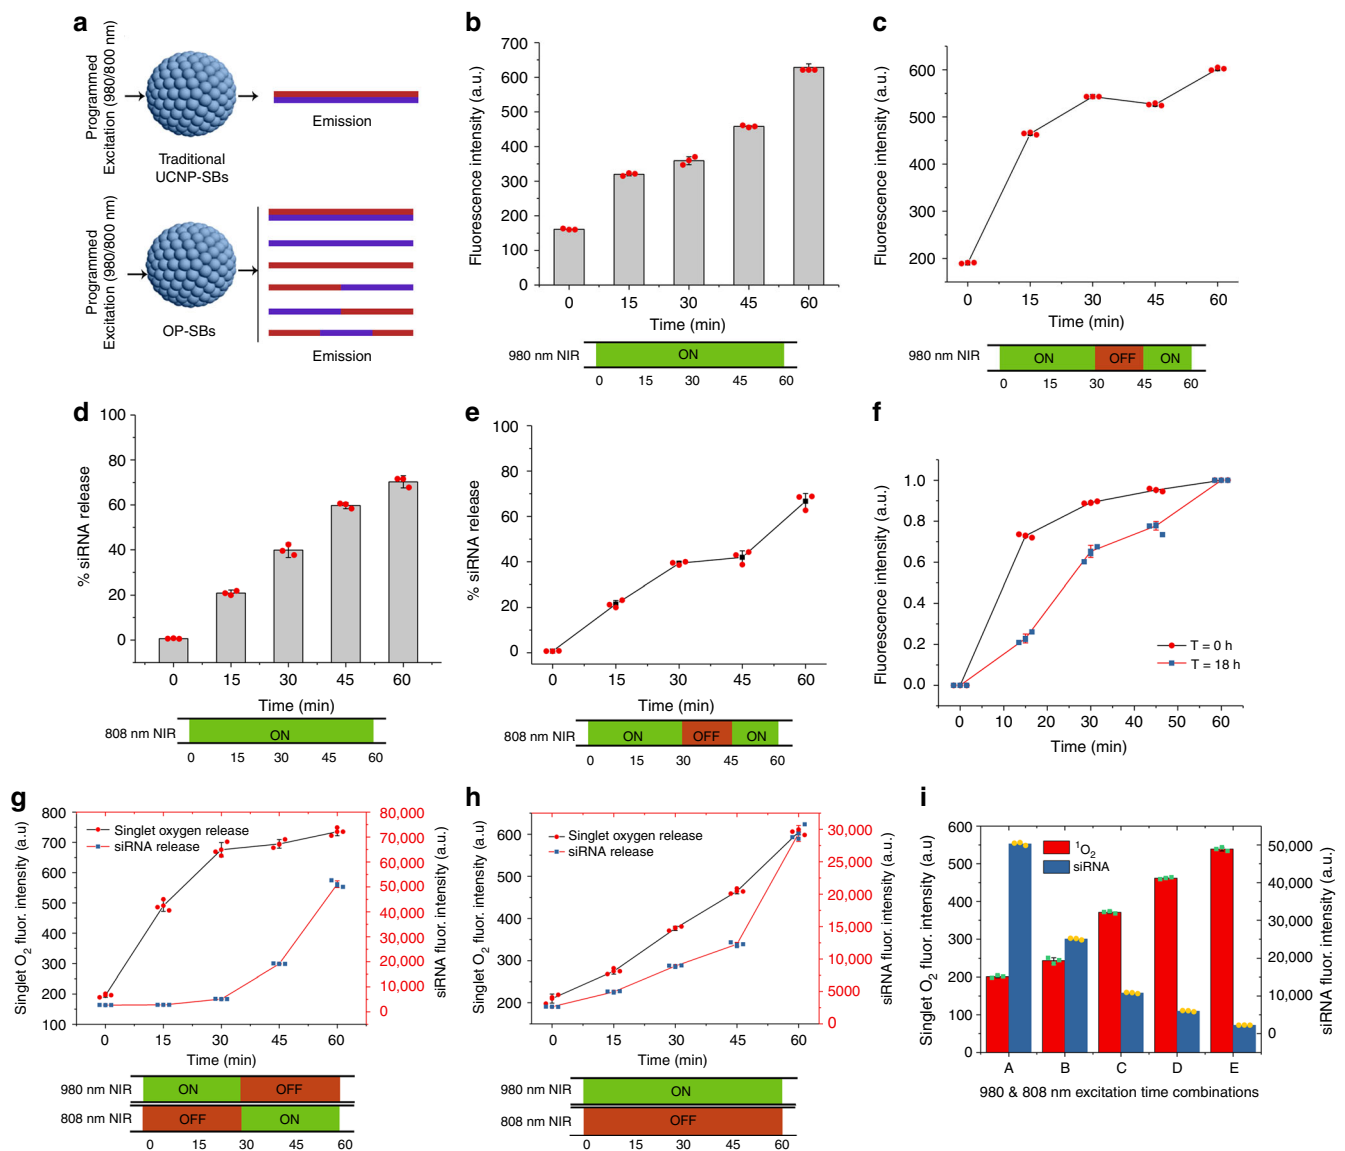 a
Programmed
Excitation (980/800 nm)
Traditional
UCNP-SBs
Emission
Programmed
Excitation (980/800 nm)
OP-SBs
Emission
b
Fluorescence intensity (a.u.)
700
600
500
400
300
200
100
0
0 15 30 45 60
Time (min)
980 nm NIR
ON
0 15 30 45 60
c
Fluorescence intensity (a.u.)
600
500
400
300
200
0 15 30 45 60
Time (min)
980 nm NIR
ON OFF ON
0 15 30 45 60
d
% siRNA release
100
80
60
40
20
0
0 15 30 45 60
Time (min)
808 nm NIR
ON
0 15 30 45 60
e
% siRNA release
100
80
60
40
20
0
0 15 30 45 60
Time (min)
808 nm NIR
ON OFF ON
0 15 30 45 60
f
Fluorescence intensity (a.u.)
1.0
0.8
0.6
0.4
0.2
0.0
T = 0 h
T = 18 h
0 10 20 30 40 50 60
Time (min)
g
Singlet O2 fluor. intensity (a.u)
800
700
600
500
400
300
200
100
Singlet oxygen release
siRNA release
80,000
70,000
60,000
50,000
40,000
30,000
20,000
10,000
0
siRNA fluor. intensity (a.u.)
0 15 30 45 60
Time (min)
980 nm NIR
ON OFF
808 nm NIR
OFF ON
0 15 30 45 60
h
Singlet O2 fluor. intensity (a.u)
600
500
400
300
200
Singlet oxygen release
siRNA release
30,000
25,000
20,000
15,000
10,000
5000
0
siRNA fluor. intensity (a.u.)
0 15 30 45 60
Time (min)
980 nm NIR
ON
808 nm NIR
OFF
0 15 30 45 60
i
Singlet O2 fluor. intensity (a.u.)
600
500
400
300
200
100
0
1O2
siRNA
50,000
40,000
30,000
20,000
10,000
0
siRNA fluor. intensity (a.u.)
A B C D E
980 & 808 nm excitation time combinations